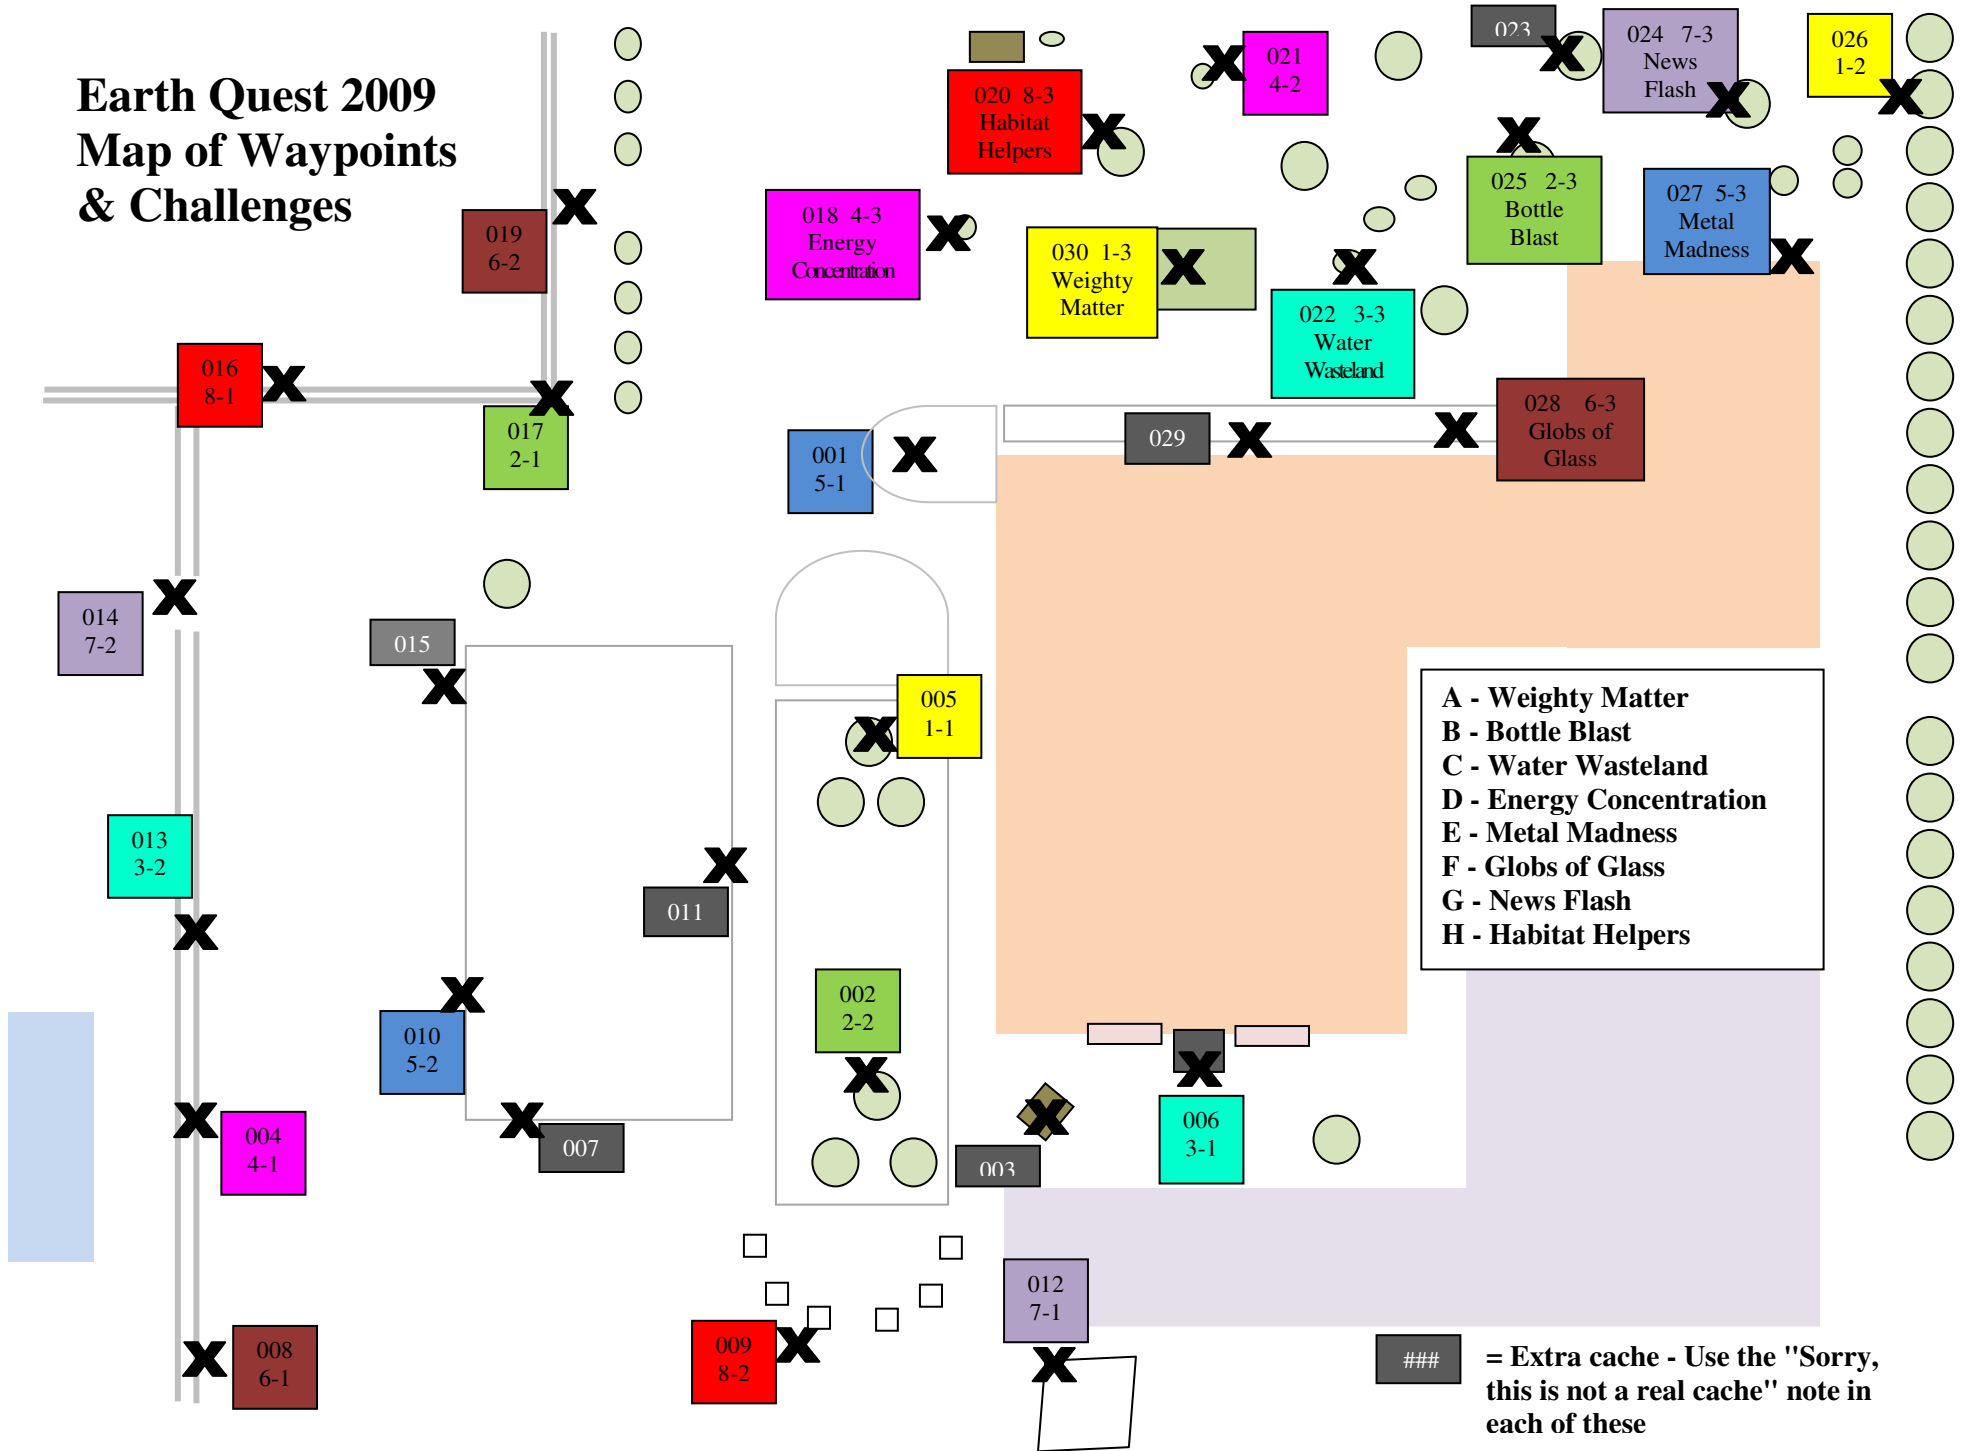 Earth Quest 2009
Map of Waypoints
& Challenges
023
024 7-3
News
Flash
026
1-2
021
4-2
020 8-3
Habitat
Helpers
025 2-3
Bottle
Blast
027 5-3
Metal
Madness
018 4-3
Energy
Concentration
019
6-2
030 1-3
Weighty
Matter
022 3-3
Water
Wasteland
016
8-1
028 6-3
Globs of
Glass
017
2-1
001
5-1
029
014
7-2
015
005
1-1
A - Weighty Matter
B - Bottle Blast
C - Water Wasteland
D - Energy Concentration
E - Metal Madness
F - Globs of Glass
G - News Flash
H - Habitat Helpers
013
3-2
011
002
2-2
010
5-2
004
4-1
007
003
006
3-1
012
7-1
008
6-1
009
8-2
###
= Extra cache - Use the "Sorry,
this is not a real cache" note in
each of these